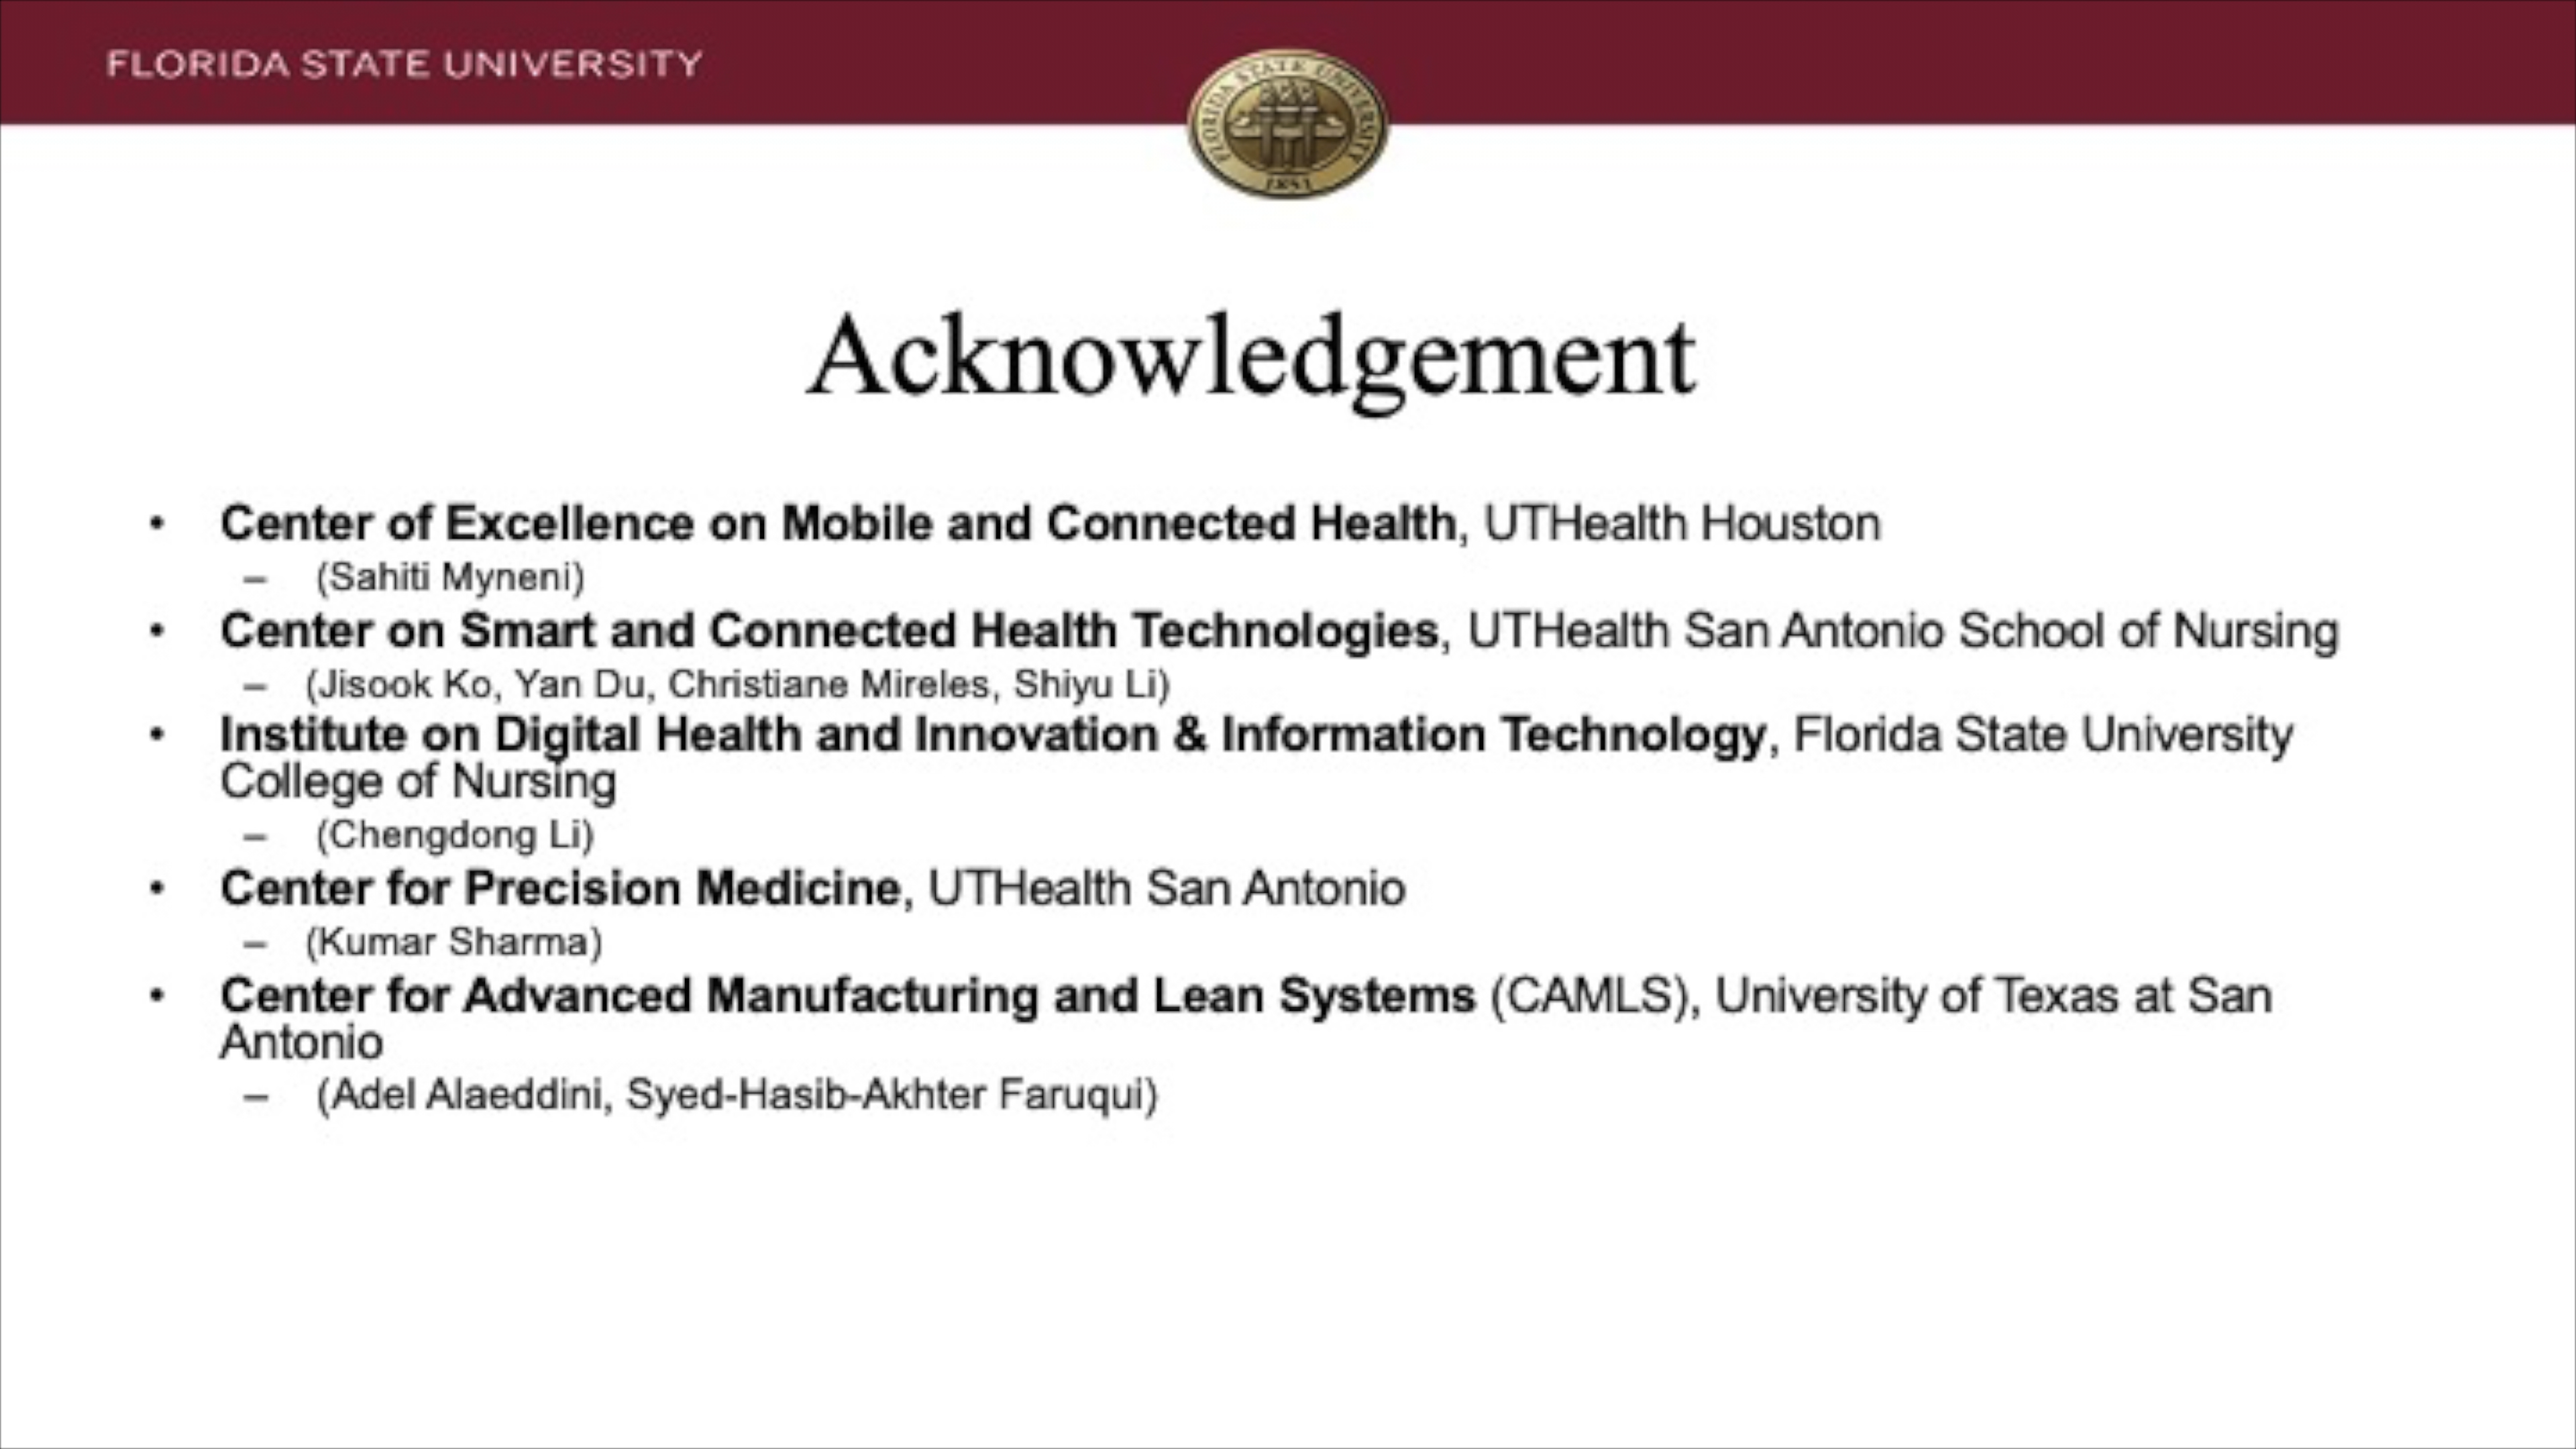 FLORIDA STATE UNIVERSITY
FLORIDA STATE UNIVERSITY
1851
Acknowledgement
• Center of Excellence on Mobile and Connected Health, UTHealth Houston
– (Sahiti Myneni)
• Center on Smart and Connected Health Technologies, UTHealth San Antonio School of Nursing
– (Jisook Ko, Yan Du, Christiane Mireles, Shiyu Li)
• Institute on Digital Health and Innovation & Information Technology, Florida State University
College of Nursing
– (Chengdong Li)
• Center for Precision Medicine, UTHealth San Antonio
– (Kumar Sharma)
• Center for Advanced Manufacturing and Lean Systems (CAMLS), University of Texas at San
Antonio
– (Adel Alaeddini, Syed-Hasib-Akhter Faruqui)